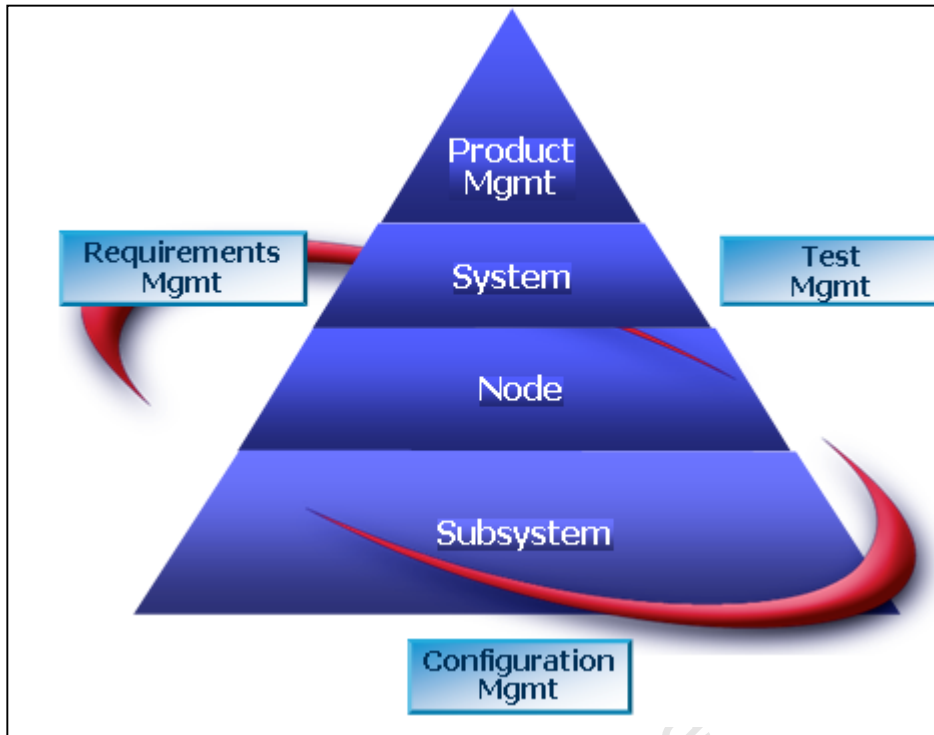 Product
Mgmt
Requirements
Mgmt
System
Test
Mgmt
Node
Subsystem
Configuration
Mgmt